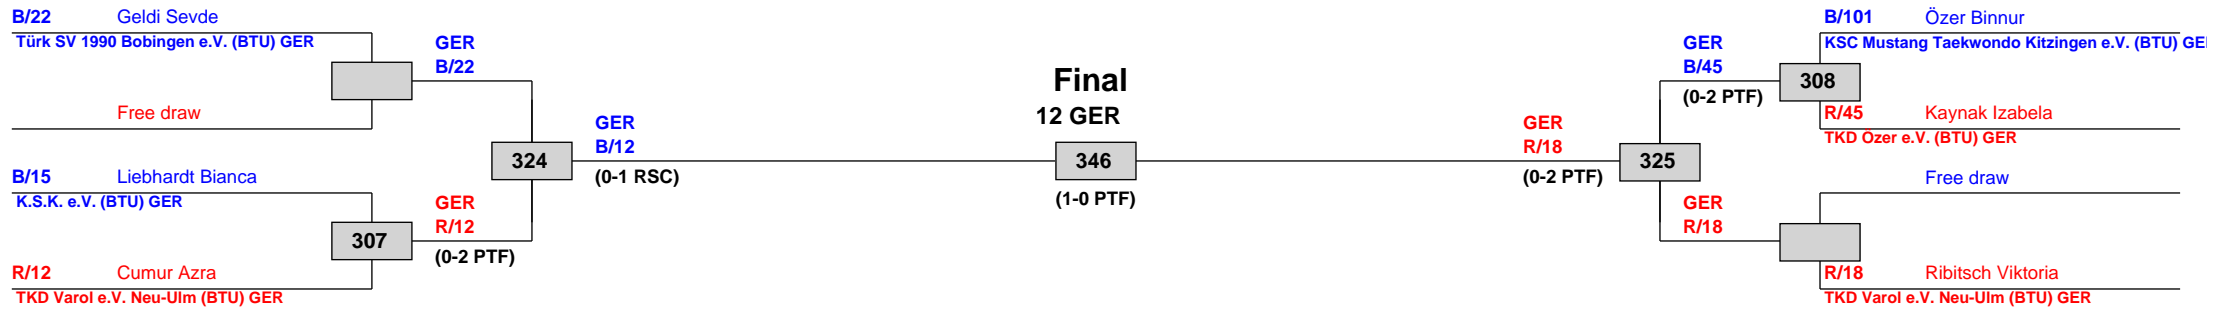 B/22 Geldi Sevde
Türk SV 1990 Bobingen e.V. (BTU) GER
Free draw
B/15 Liebhardt Bianca
K.S.K. e.V. (BTU) GER
307
R/12 Cumur Azra
TKD Varol e.V. Neu-Ulm (BTU) GER
GER
B/22
GER
R/12
(0-2 PTF)
324
GER
B/12
(0-1 RSC)
Final
12 GER
346
(1-0 PTF)
GER
R/18
(0-2 PTF)
325
GER
B/45
(0-2 PTF)
GER
R/18
B/101 Özer Binnur
KSC Mustang Taekwondo Kitzingen e.V. (BTU) GE
308
R/45 Kaynak Izabela
TKD Özer e.V. (BTU) GER
Free draw
R/18 Ribitsch Viktoria
TKD Varol e.V. Neu-Ulm (BTU) GER